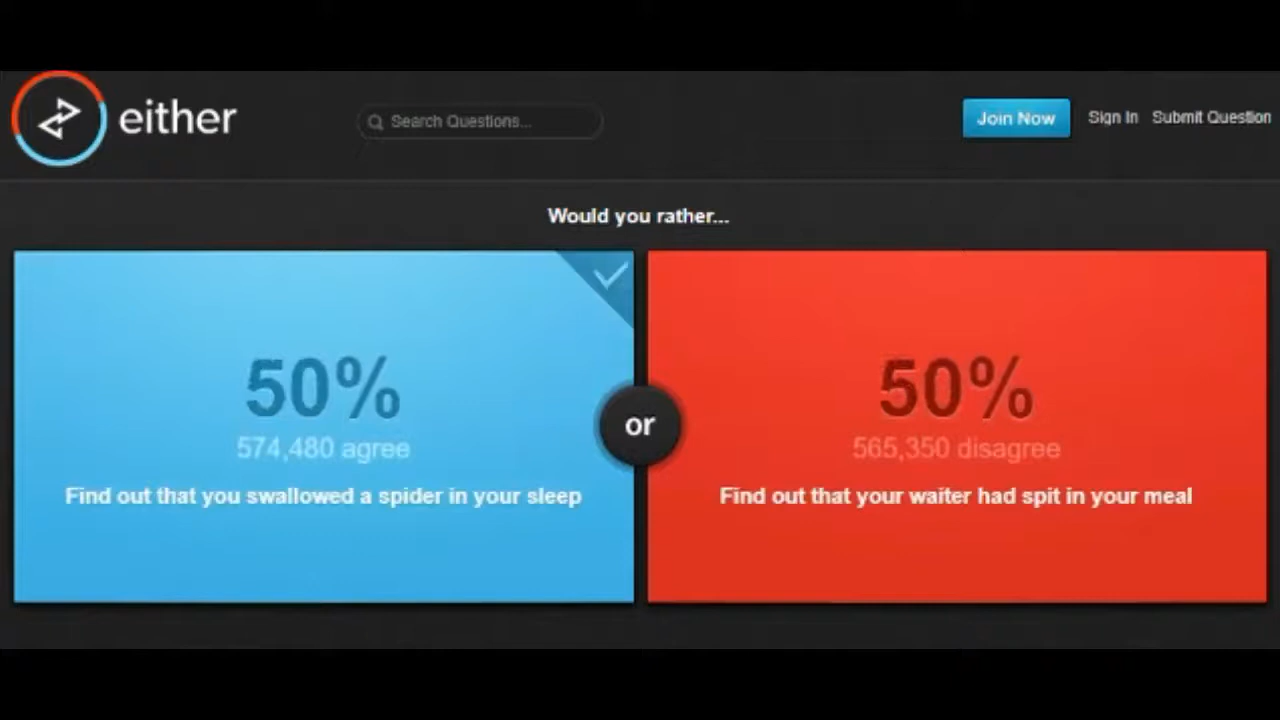 either
Search Questions...
Join Now
Sign In
Submit Question
Would you rather...
50%
574,480 agree
Find out that you swallowed a spider in your sleep
or
50%
565,350 disagree
Find out that your waiter had spit in your meal